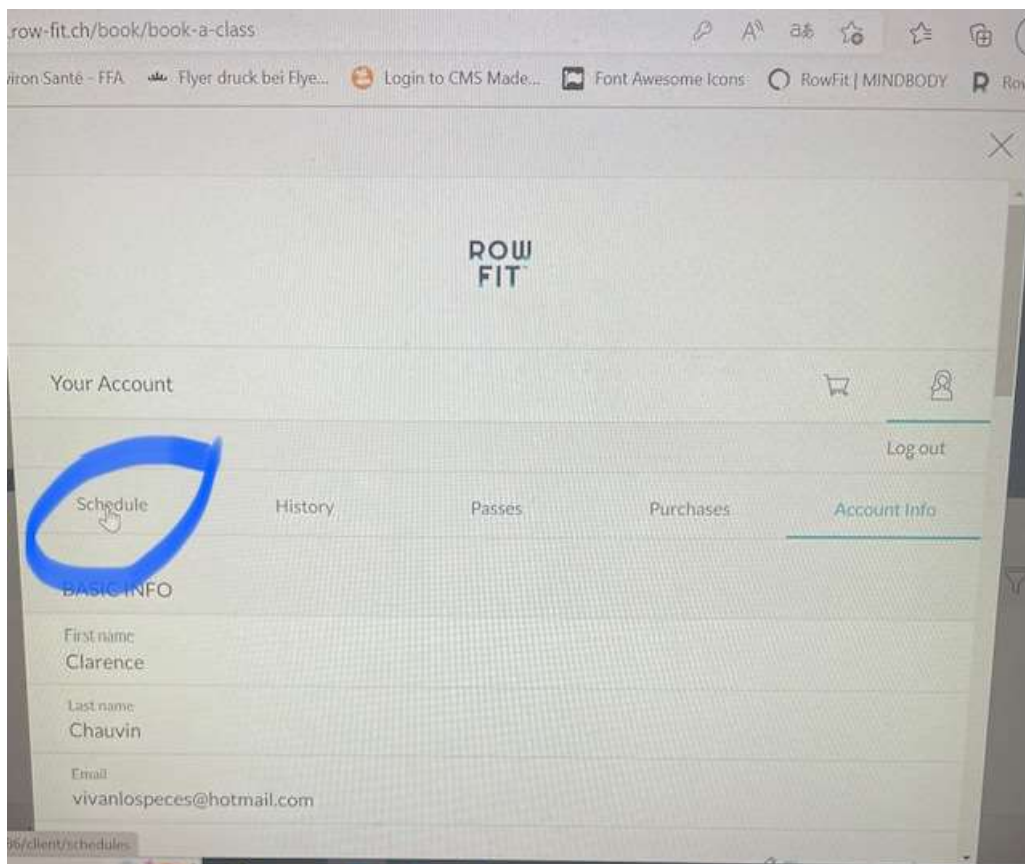 .row-fit.ch/book/book-a-class
viron Santé - FFA Flyer druck bei Flye... Login to CMS Made... Font Awesome Icons RowFit | MINDBODY Row
ROW
FIT
Your Account
Log out
Schedule History Passes Purchases Account Info
BASIC INFO
First name
Clarence
Last name
Chauvin
Email
vivanlospeces@hotmail.com
/client/schedules